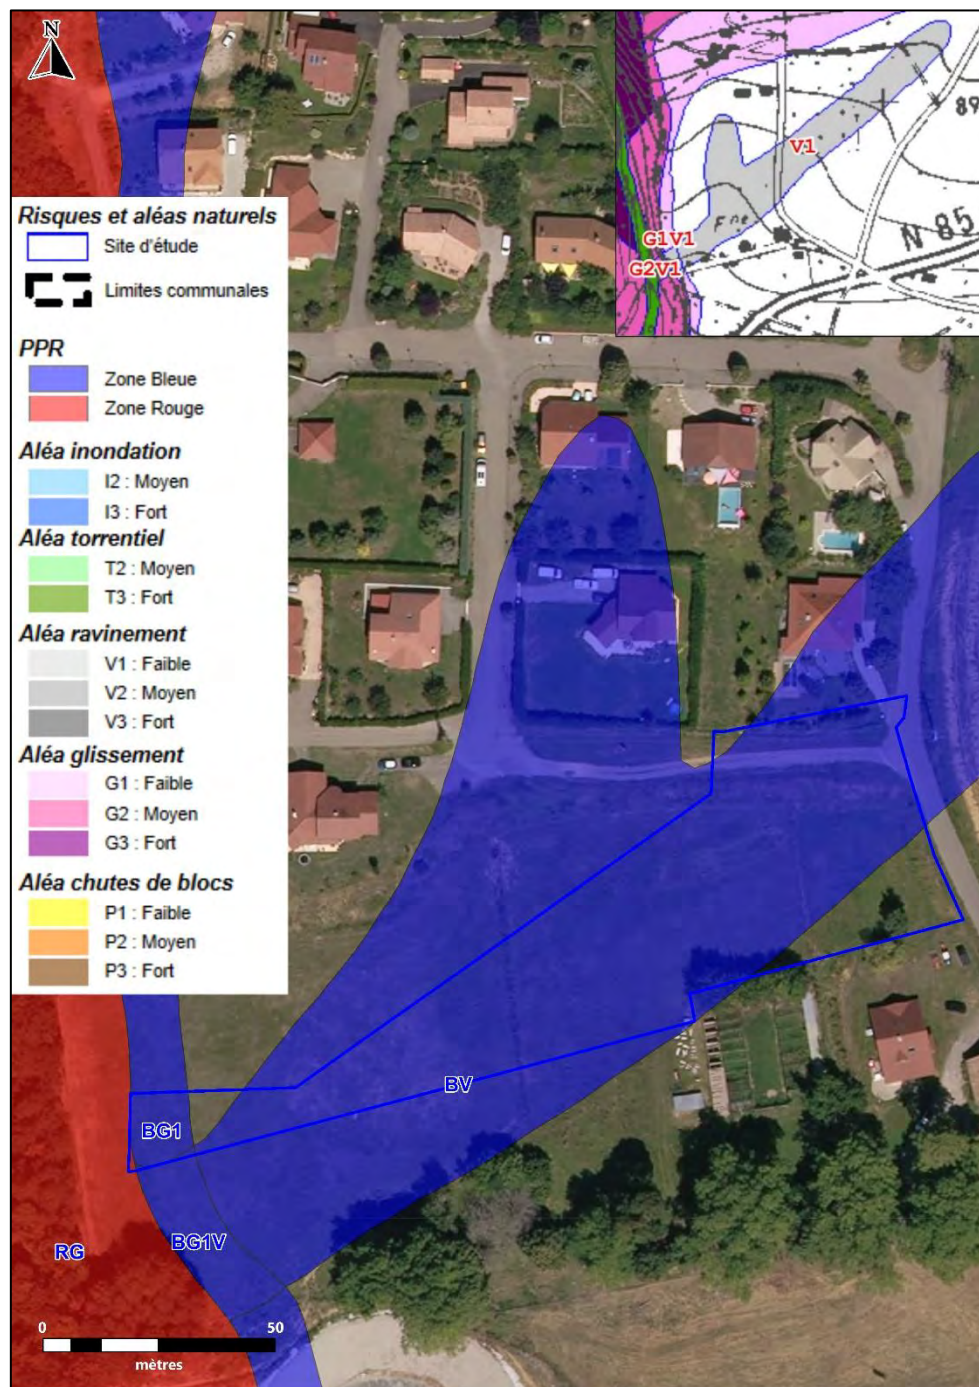 N
V1
89
Fne
N 85
G1V1
G2V1
Risques et aléas naturels
Site d'étude
Limites communales
PPR
Zone Bleue
Zone Rouge
Aléa inondation
I2 : Moyen
I3 : Fort
Aléa torrentiel
T2 : Moyen
T3 : Fort
Aléa ravinement
V1 : Faible
V2 : Moyen
V3 : Fort
Aléa glissement
G1 : Faible
G2 : Moyen
G3 : Fort
Aléa chutes de blocs
P1 : Faible
P2 : Moyen
P3 : Fort
BV
BG1
BG1V
RG
0 50
mètres